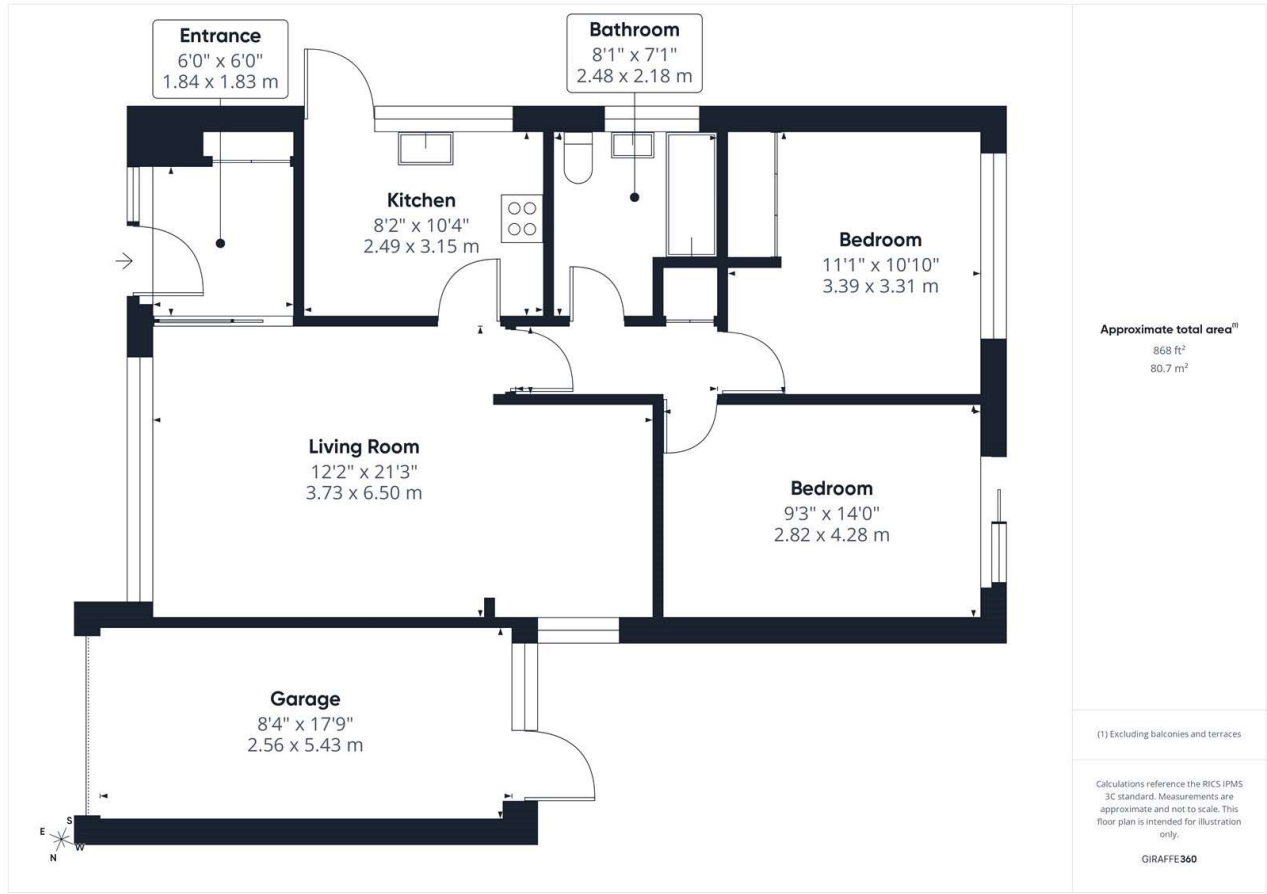 Entrance
6'0" x 6'0"
1.84 x 1.83 m
Bathroom
8'1" x 7'1"
2.48 x 2.18 m
Kitchen
8'2" x 10'4"
2.49 x 3.15 m
Bedroom
11'1" x 10'10"
3.39 x 3.31 m
Living Room
12'2" x 21'3"
3.73 x 6.50 m
Bedroom
9'3" x 14'0"
2.82 x 4.28 m
Garage
8'4" x 17'9"
2.56 x 5.43 m
S
E
W
N
Approximate total area(1)
868 ft²
80.7 m²
(1) Excluding balconies and terraces
Calculations reference the RICS IPMS
3C standard. Measurements are
approximate and not to scale. This
floor plan is intended for illustration
only.
GIRAFFE360